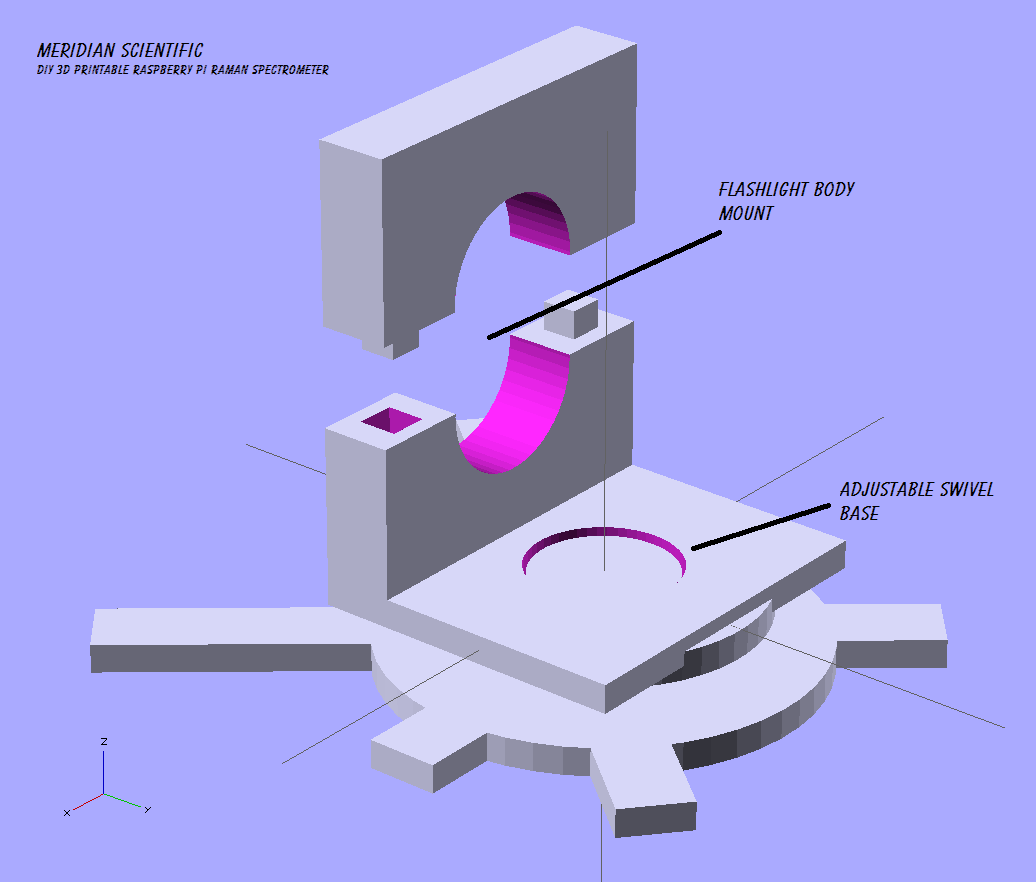 MERIDIAN SCIENTIFIC
DIY 3D PRINTABLE RASPBERRY PI RAMAN SPECTROMETER
FLASHLIGHT BODY
MOUNT
ADJUSTABLE SWIVEL
BASE
Z
X
Y